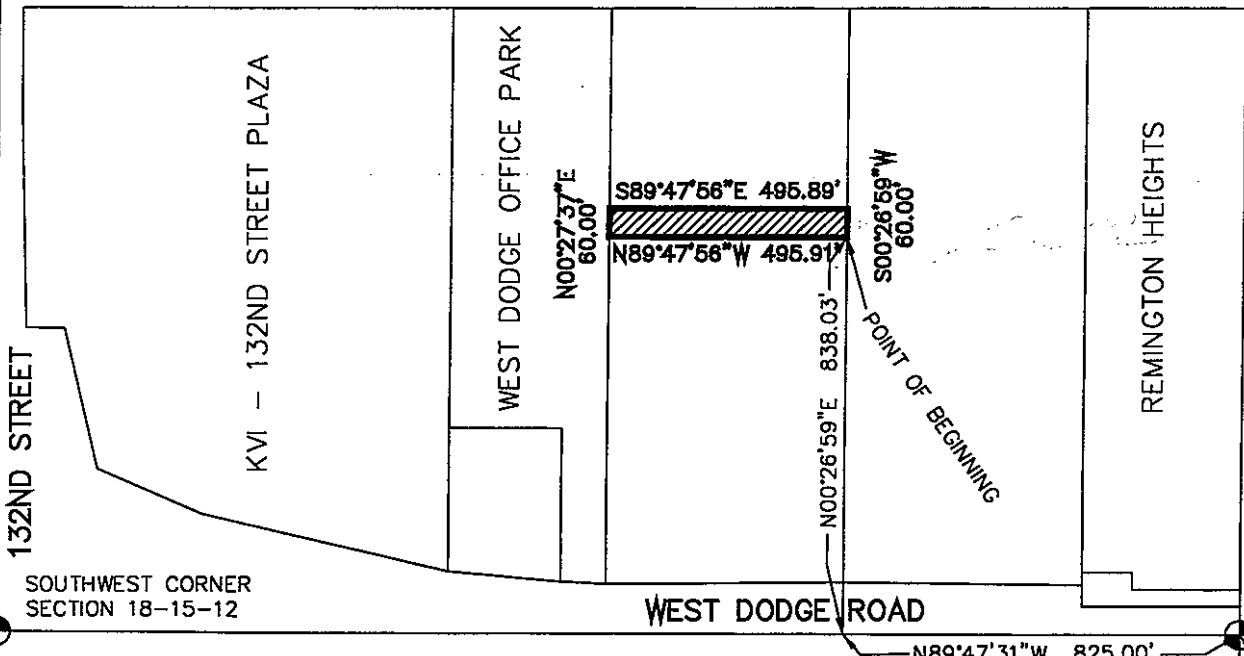 KVI – 132ND STREET PLAZA
WEST DODGE OFFICE PARK
N00°27'37"E
60.00'
S89°47'56"E 495.89'
N89°47'56"W 495.91'
S00°26'59"W
60.00'
REMINGTON HEIGHTS
N00°26'59"E 838.03'
POINT OF BEGINNING
132ND STREET
SOUTHWEST CORNER
SECTION 18-15-12
WEST DODGE ROAD
N89°47'31"W 825.00'